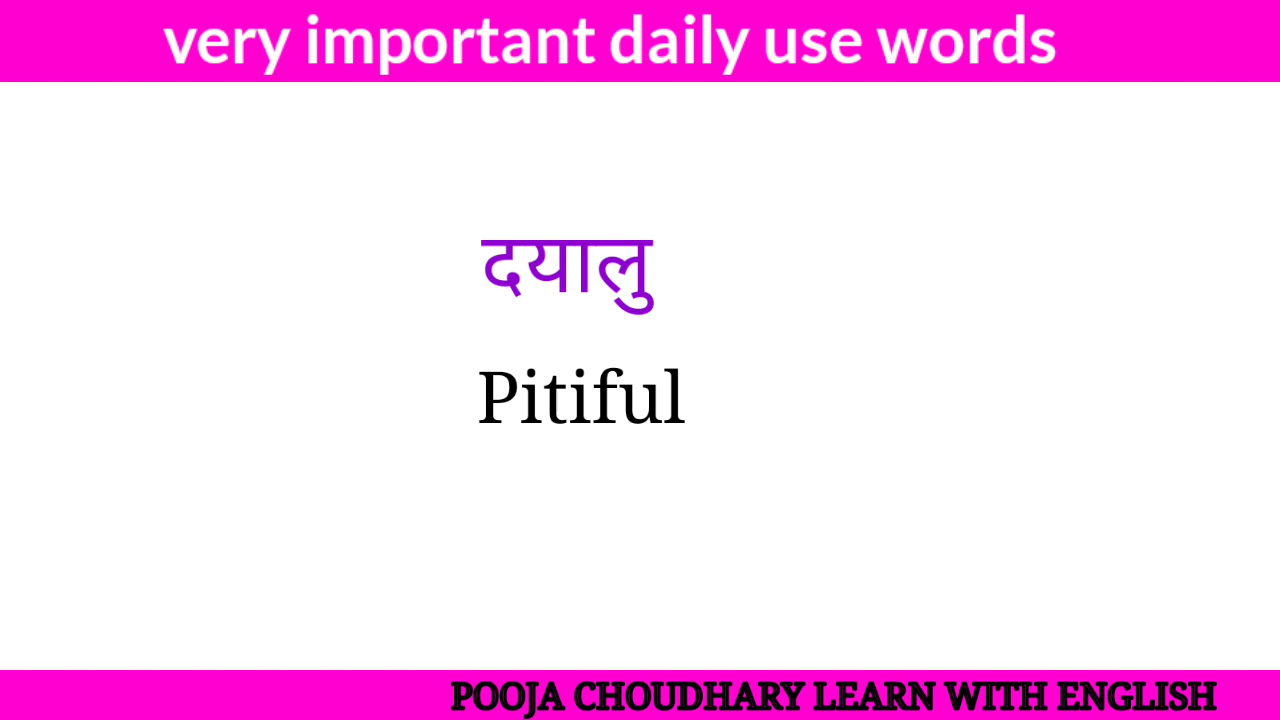 very important daily use words
दयालु
Pitiful
POOJA CHOUDHARY LEARN WITH ENGLISH